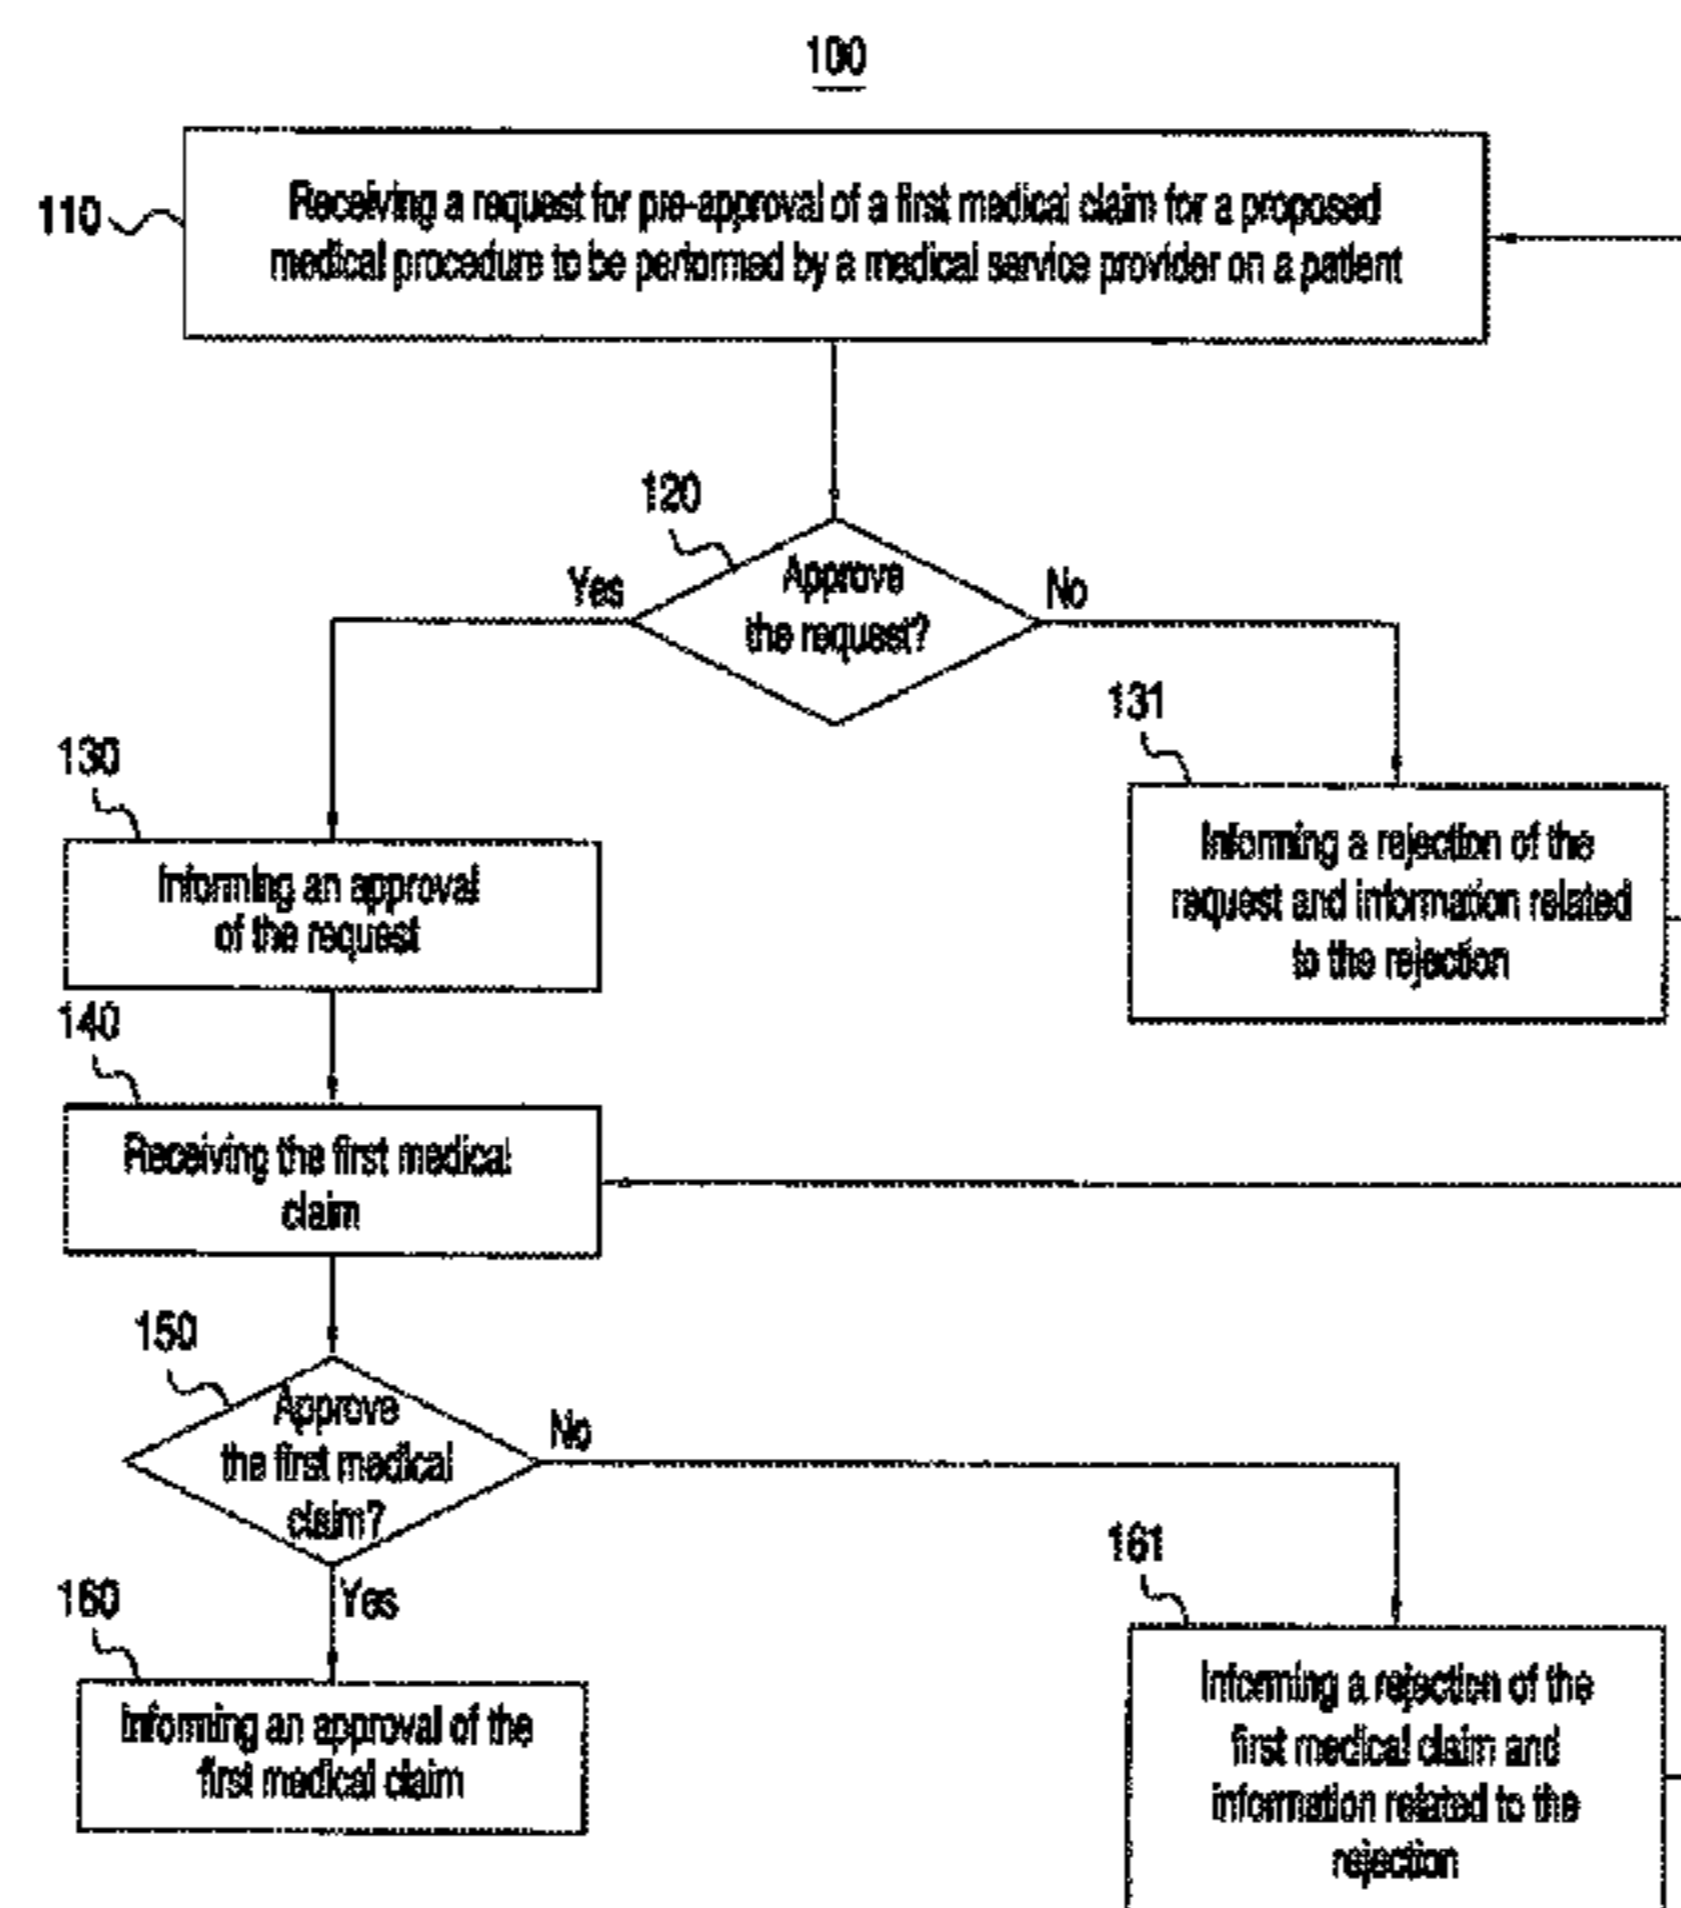 100
110
Receiving a request for pre-approval of a first medical claim for a proposed
medical procedure to be performed by a medical service provider on a patient
120
Yes
Approve
the request?
No
131
130
Informing a rejection of the
request and information related
to the rejection
Informing an approval
of the request
140
Receiving the first medical
claim
150
Approve
the first medical
claim?
No
161
160
Yes
Informing an approval of the
first medical claim
Informing a rejection of the
first medical claim and
information related to the
rejection